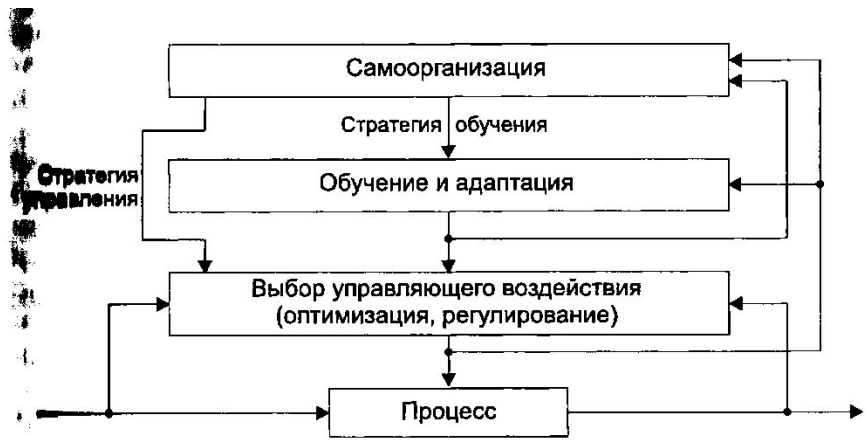 Самоорганизация
Стратегия обучения
Стратегия
управления
Обучение и адаптация
Выбор управляющего воздействия
(оптимизация, регулирование)
Процесс